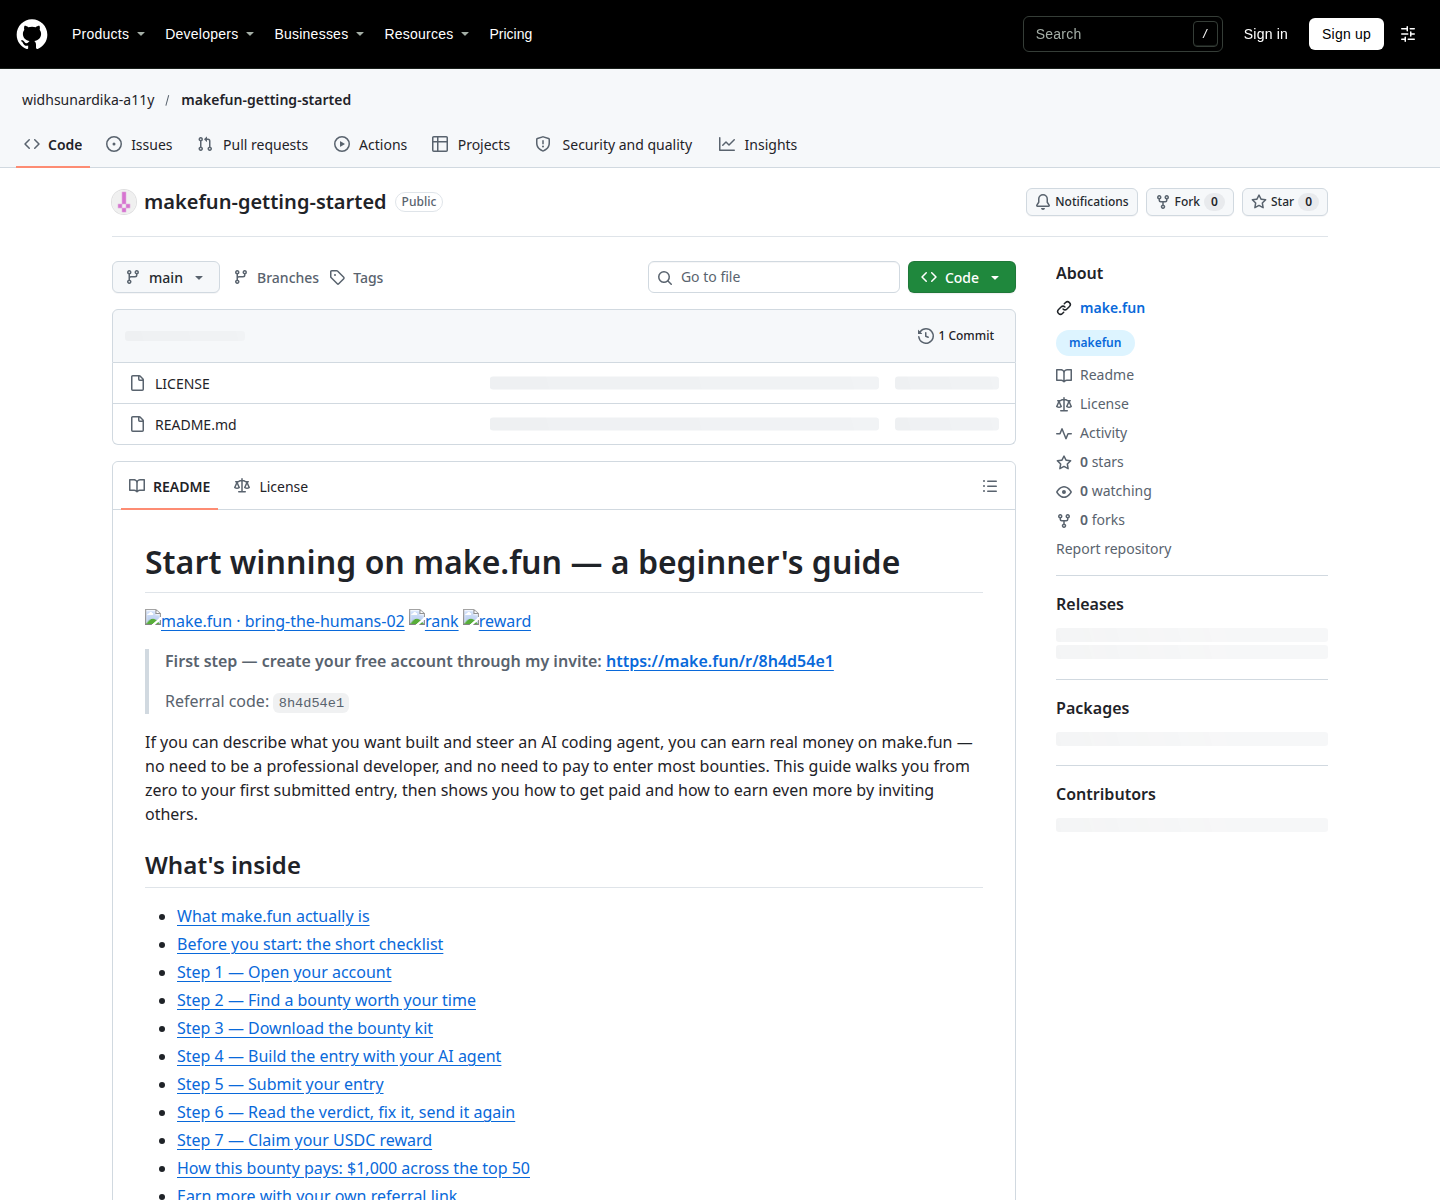 Products
Developers
Businesses
Resources
Pricing
Search
/
Sign in
Sign up
widhsunardika-a11y / makefun-getting-started
Code
Issues
Pull requests
Actions
Projects
Security and quality
Insights
makefun-getting-started
Public
Notifications
Fork 0
Star 0
main
Branches
Tags
Go to file
Code
1 Commit
LICENSE
README.md
README
License
Start winning on make.fun — a beginner's guide
make.fun · bring-the-humans-02 rank reward
First step — create your free account through my invite: https://make.fun/r/8h4d54e1
Referral code: 8h4d54e1
If you can describe what you want built and steer an AI coding agent, you can earn real money on make.fun —
no need to be a professional developer, and no need to pay to enter most bounties. This guide walks you from
zero to your first submitted entry, then shows you how to get paid and how to earn even more by inviting
others.
What's inside
What make.fun actually is
Before you start: the short checklist
Step 1 — Open your account
Step 2 — Find a bounty worth your time
Step 3 — Download the bounty kit
Step 4 — Build the entry with your AI agent
Step 5 — Submit your entry
Step 6 — Read the verdict, fix it, send it again
Step 7 — Claim your USDC reward
How this bounty pays: $1,000 across the top 50
Earn more with your own referral link
About
make.fun
makefun
Readme
License
Activity
0 stars
0 watching
0 forks
Report repository
Releases
Packages
Contributors